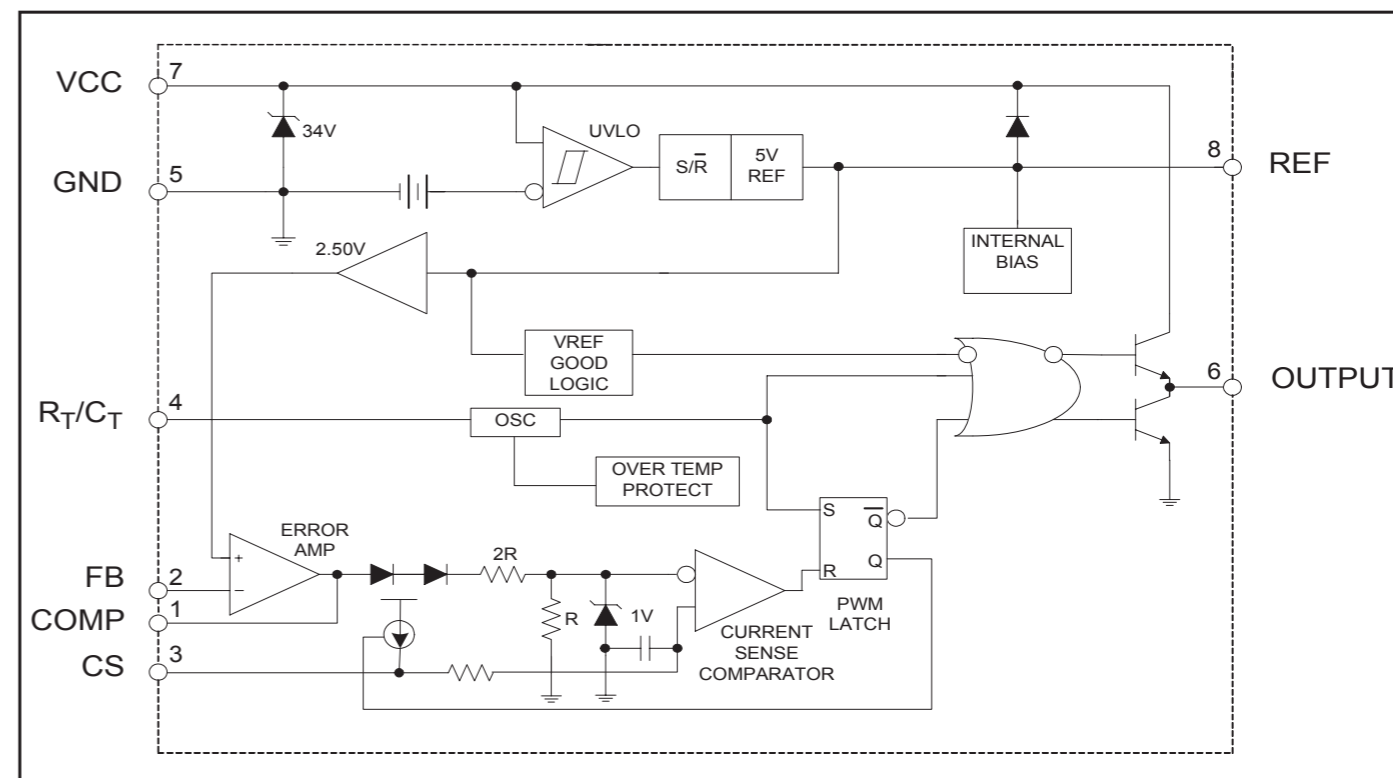 7
VCC
34V
UVLO
S/R̅
5V
REF
8
REF
5
GND
2.50V
INTERNAL
BIAS
VREF
GOOD
LOGIC
6
OUTPUT
4
RT/CT
OSC
OVER TEMP
PROTECT
S
Q̅
R
Q
PWM
LATCH
ERROR
AMP
+
−
2R
R
1V
FB
2
COMP
1
CS
3
CURRENT
SENSE
COMPARATOR